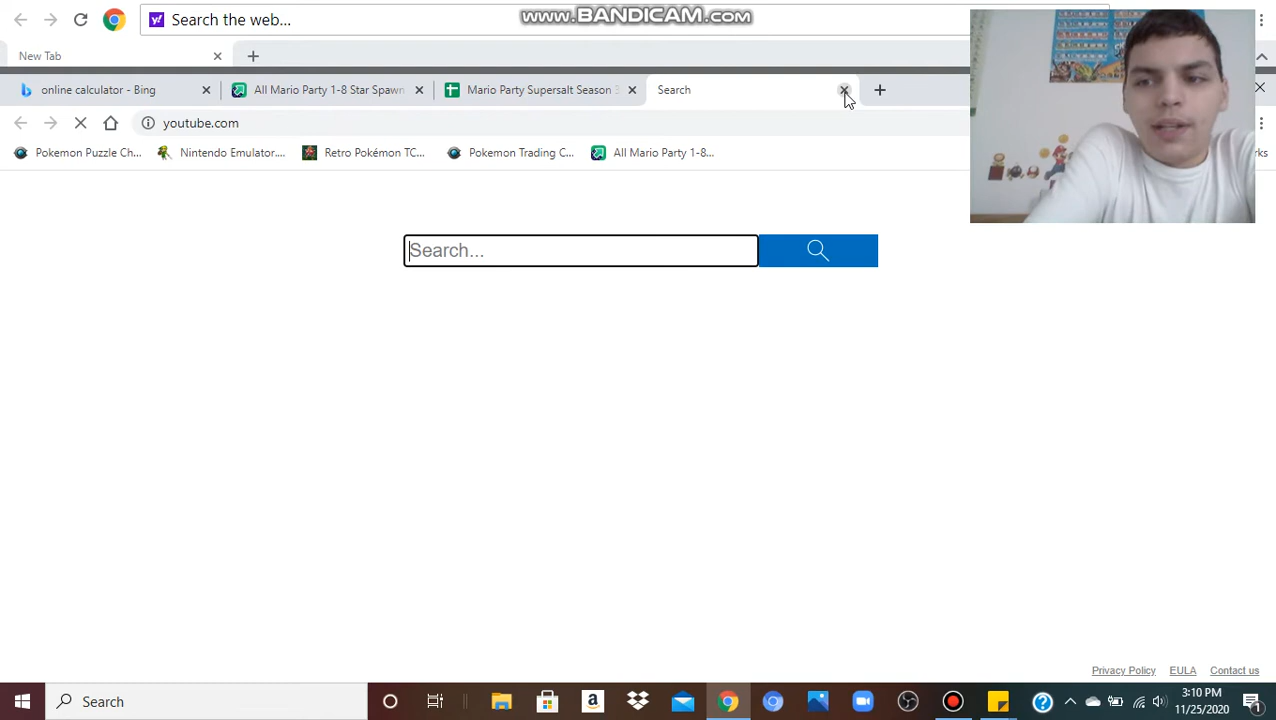 Search the web...
WWW.BANDICAM.COM
New Tab
online calculator - Bing
All Mario Party 1-8 Star Spawn
Mario Party Supersalt Season
Search
youtube.com
Pokemon Puzzle Ch...
Nintendo Emulator....
Retro Pokémon TC...
Pokemon Trading C...
All Mario Party 1-8...
Search...
Privacy Policy
EULA
Contact us
Search
3:10 PM
11/25/2020
1